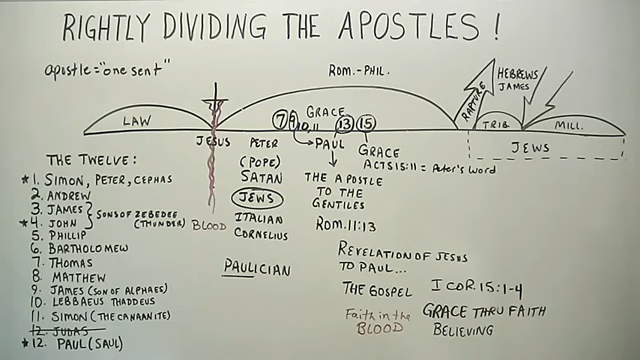 RIGHTLY DIVIDING THE APOSTLES!
apostle="one sent"
ROM.-PHIL.
HEBREWS
JAMES
RAPTURE
LAW
GRACE
7 9 10, 11 13 15
TRIB
MILL.
JESUS
PETER
PAUL
GRACE
JEWS
ACTS 15:11 = Peter's Word
(POPE)
SATAN
JEWS
ITALIAN
CORNELIUS
PAULICIAN
BLOOD
THE APOSTLE
TO THE
GENTILES
ROM. 11:13
THE TWELVE:
*1. SIMON, PETER, CEPHAS
2. ANDREW
3. JAMES
*4. JOHN
SONS OF ZEBEDEE
(THUNDER)
5. PHILLIP
6. BARTHOLOMEW
7. THOMAS
8. MATTHEW
9. JAMES (SON OF ALPHAES)
10. LEBBAEUS THADDEUS
11. SIMON (THE CANAANITE)
12. JUDAS
*12. PAUL (SAUL)
REVELATION OF JESUS
TO PAUL...
THE GOSPEL I COR. 15:1-4
Faith in the
BLOOD
GRACE THRU FAITH
BELIEVING